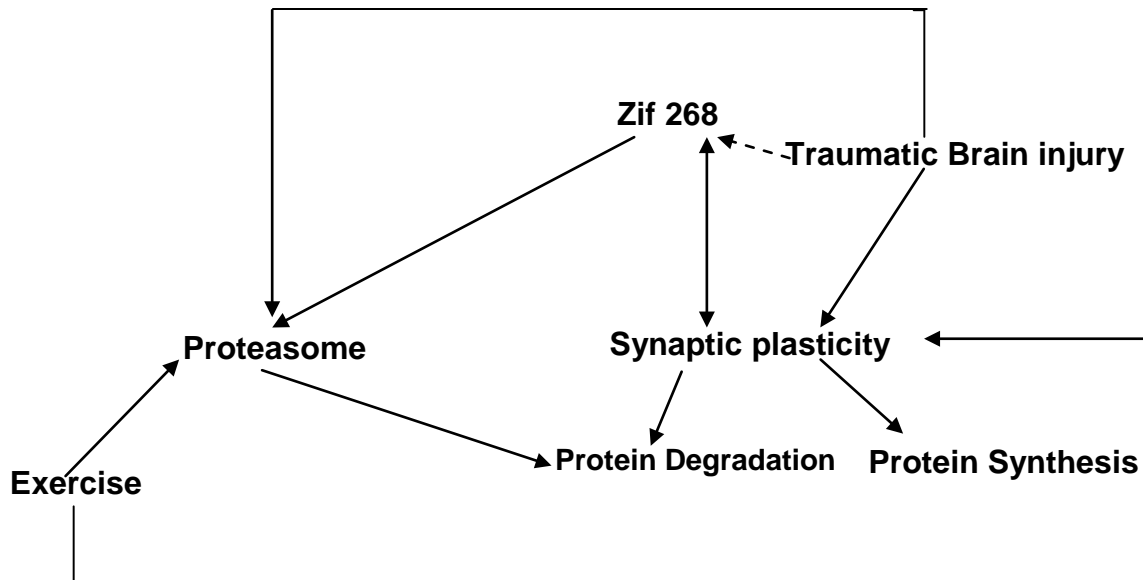 Zif 268
Traumatic Brain injury
Proteasome
Synaptic plasticity
Protein Degradation
Protein Synthesis
Exercise